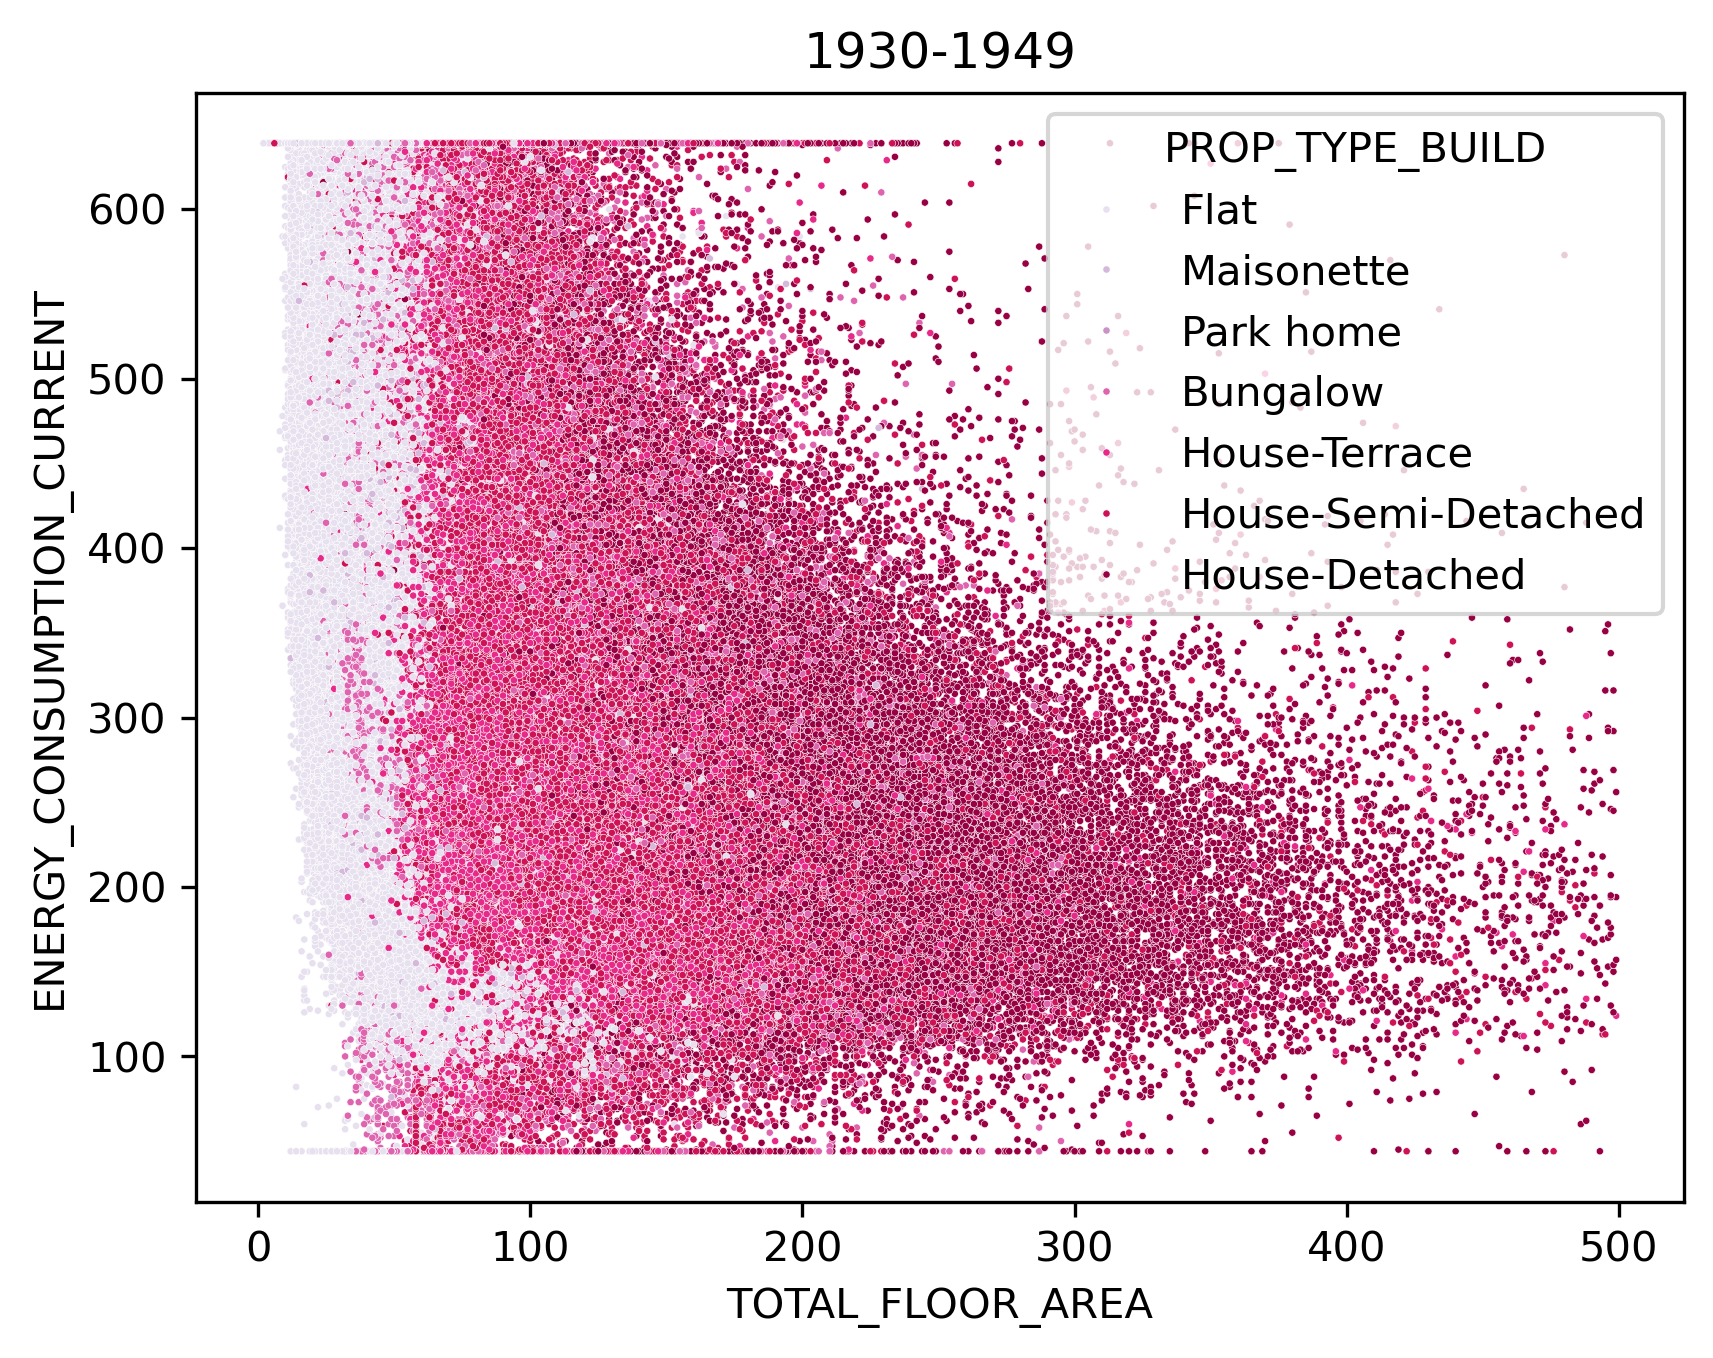 1930-1949
PROP_TYPE_BUILD
Flat
Maisonette
Park home
Bungalow
House-Terrace
House-Semi-Detached
House-Detached
ENERGY_CONSUMPTION_CURRENT
600
500
400
300
200
100
0 100 200 300 400 500
TOTAL_FLOOR_AREA